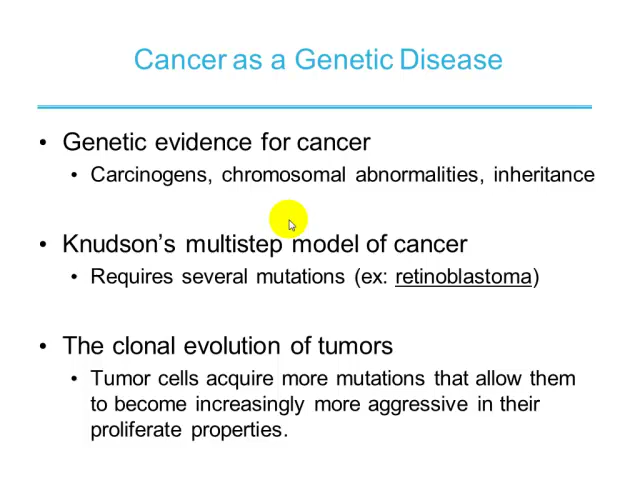 Cancer as a Genetic Disease
• Genetic evidence for cancer
• Carcinogens, chromosomal abnormalities, inheritance
• Knudson’s multistep model of cancer
• Requires several mutations (ex: retinoblastoma)
• The clonal evolution of tumors
• Tumor cells acquire more mutations that allow them
to become increasingly more aggressive in their
proliferate properties.